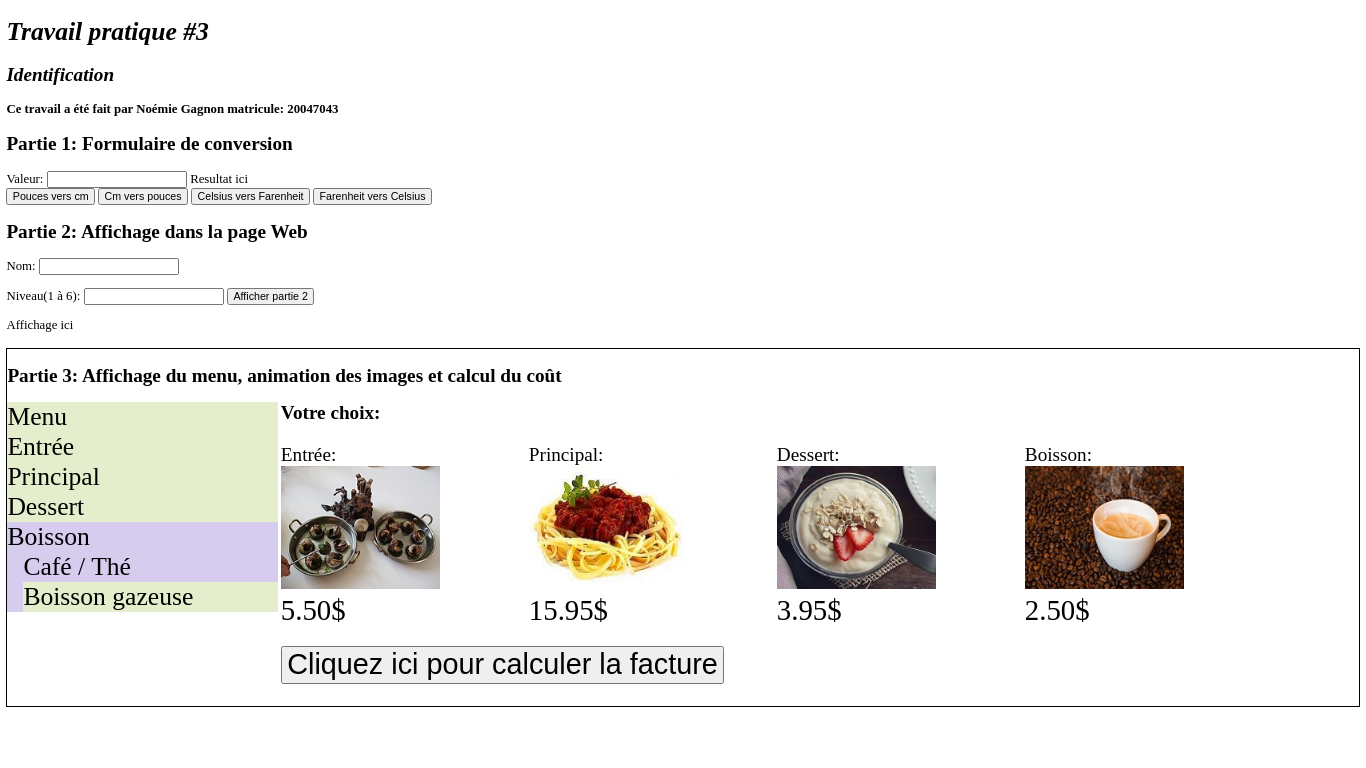 Travail pratique #3
Identification
Ce travail a été fait par Noémie Gagnon matricule: 20047043
Partie 1: Formulaire de conversion
Valeur: Resultat ici
Pouces vers cm Cm vers pouces Celsius vers Farenheit Farenheit vers Celsius
Partie 2: Affichage dans la page Web
Nom:
Niveau(1 à 6): Afficher partie 2
Affichage ici
Partie 3: Affichage du menu, animation des images et calcul du coût
Menu
Entrée
Principal
Dessert
Boisson
Café / Thé
Boisson gazeuse
Votre choix:
Entrée: Principal: Dessert: Boisson:
5.50$ 15.95$ 3.95$ 2.50$
Cliquez ici pour calculer la facture